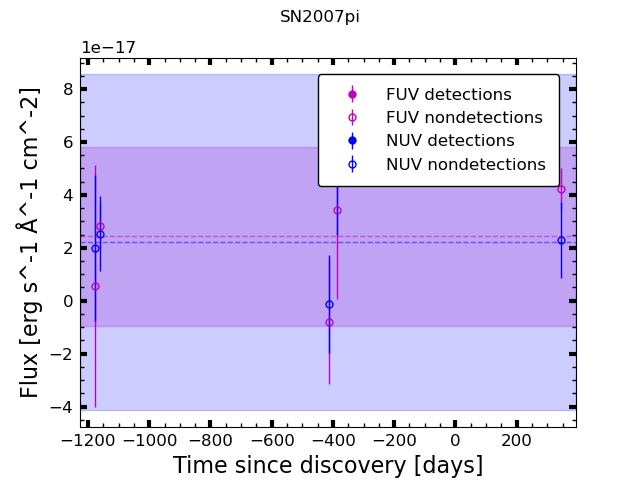 SN2007pi
1e−17
8
6
4
2
0
−2
−4
Flux [erg s^-1 Å^-1 cm^-2]
FUV detections
FUV nondetections
NUV detections
NUV nondetections
−1200 −1000 −800 −600 −400 −200 0 200
Time since discovery [days]